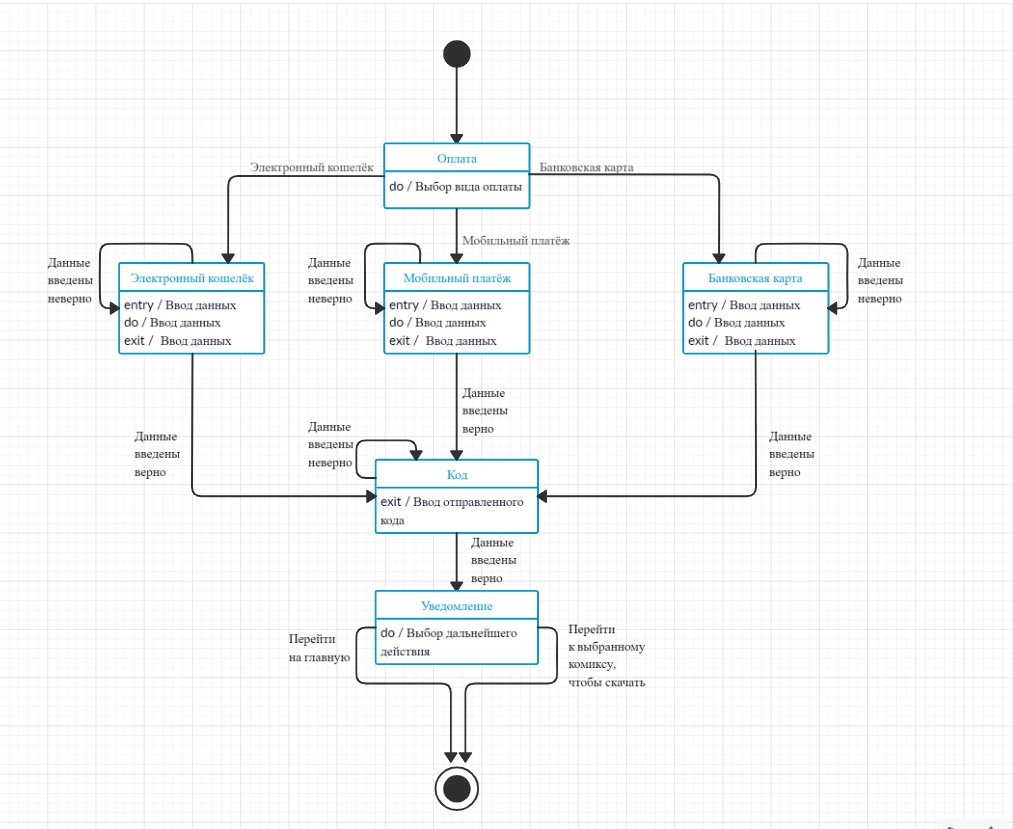 Оплата
Электронный кошелёк
Банковская карта
do / Выбор вида оплаты
Мобильный платёж
Данные
введены
неверно
Электронный кошелёк
entry / Ввод данных
do / Ввод данных
exit / Ввод данных
Данные
введены
неверно
Мобильный платёж
entry / Ввод данных
do / Ввод данных
exit / Ввод данных
Банковская карта
entry / Ввод данных
do / Ввод данных
exit / Ввод данных
Данные
введены
неверно
Данные
введены
верно
Данные
введены
верно
Данные
введены
верно
Данные
введены
неверно
Код
exit / Ввод отправленного
кода
Данные
введены
верно
Уведомление
do / Выбор дальнейшего
действия
Перейти
на главную
Перейти
к выбранному
комиксу,
чтобы скачать